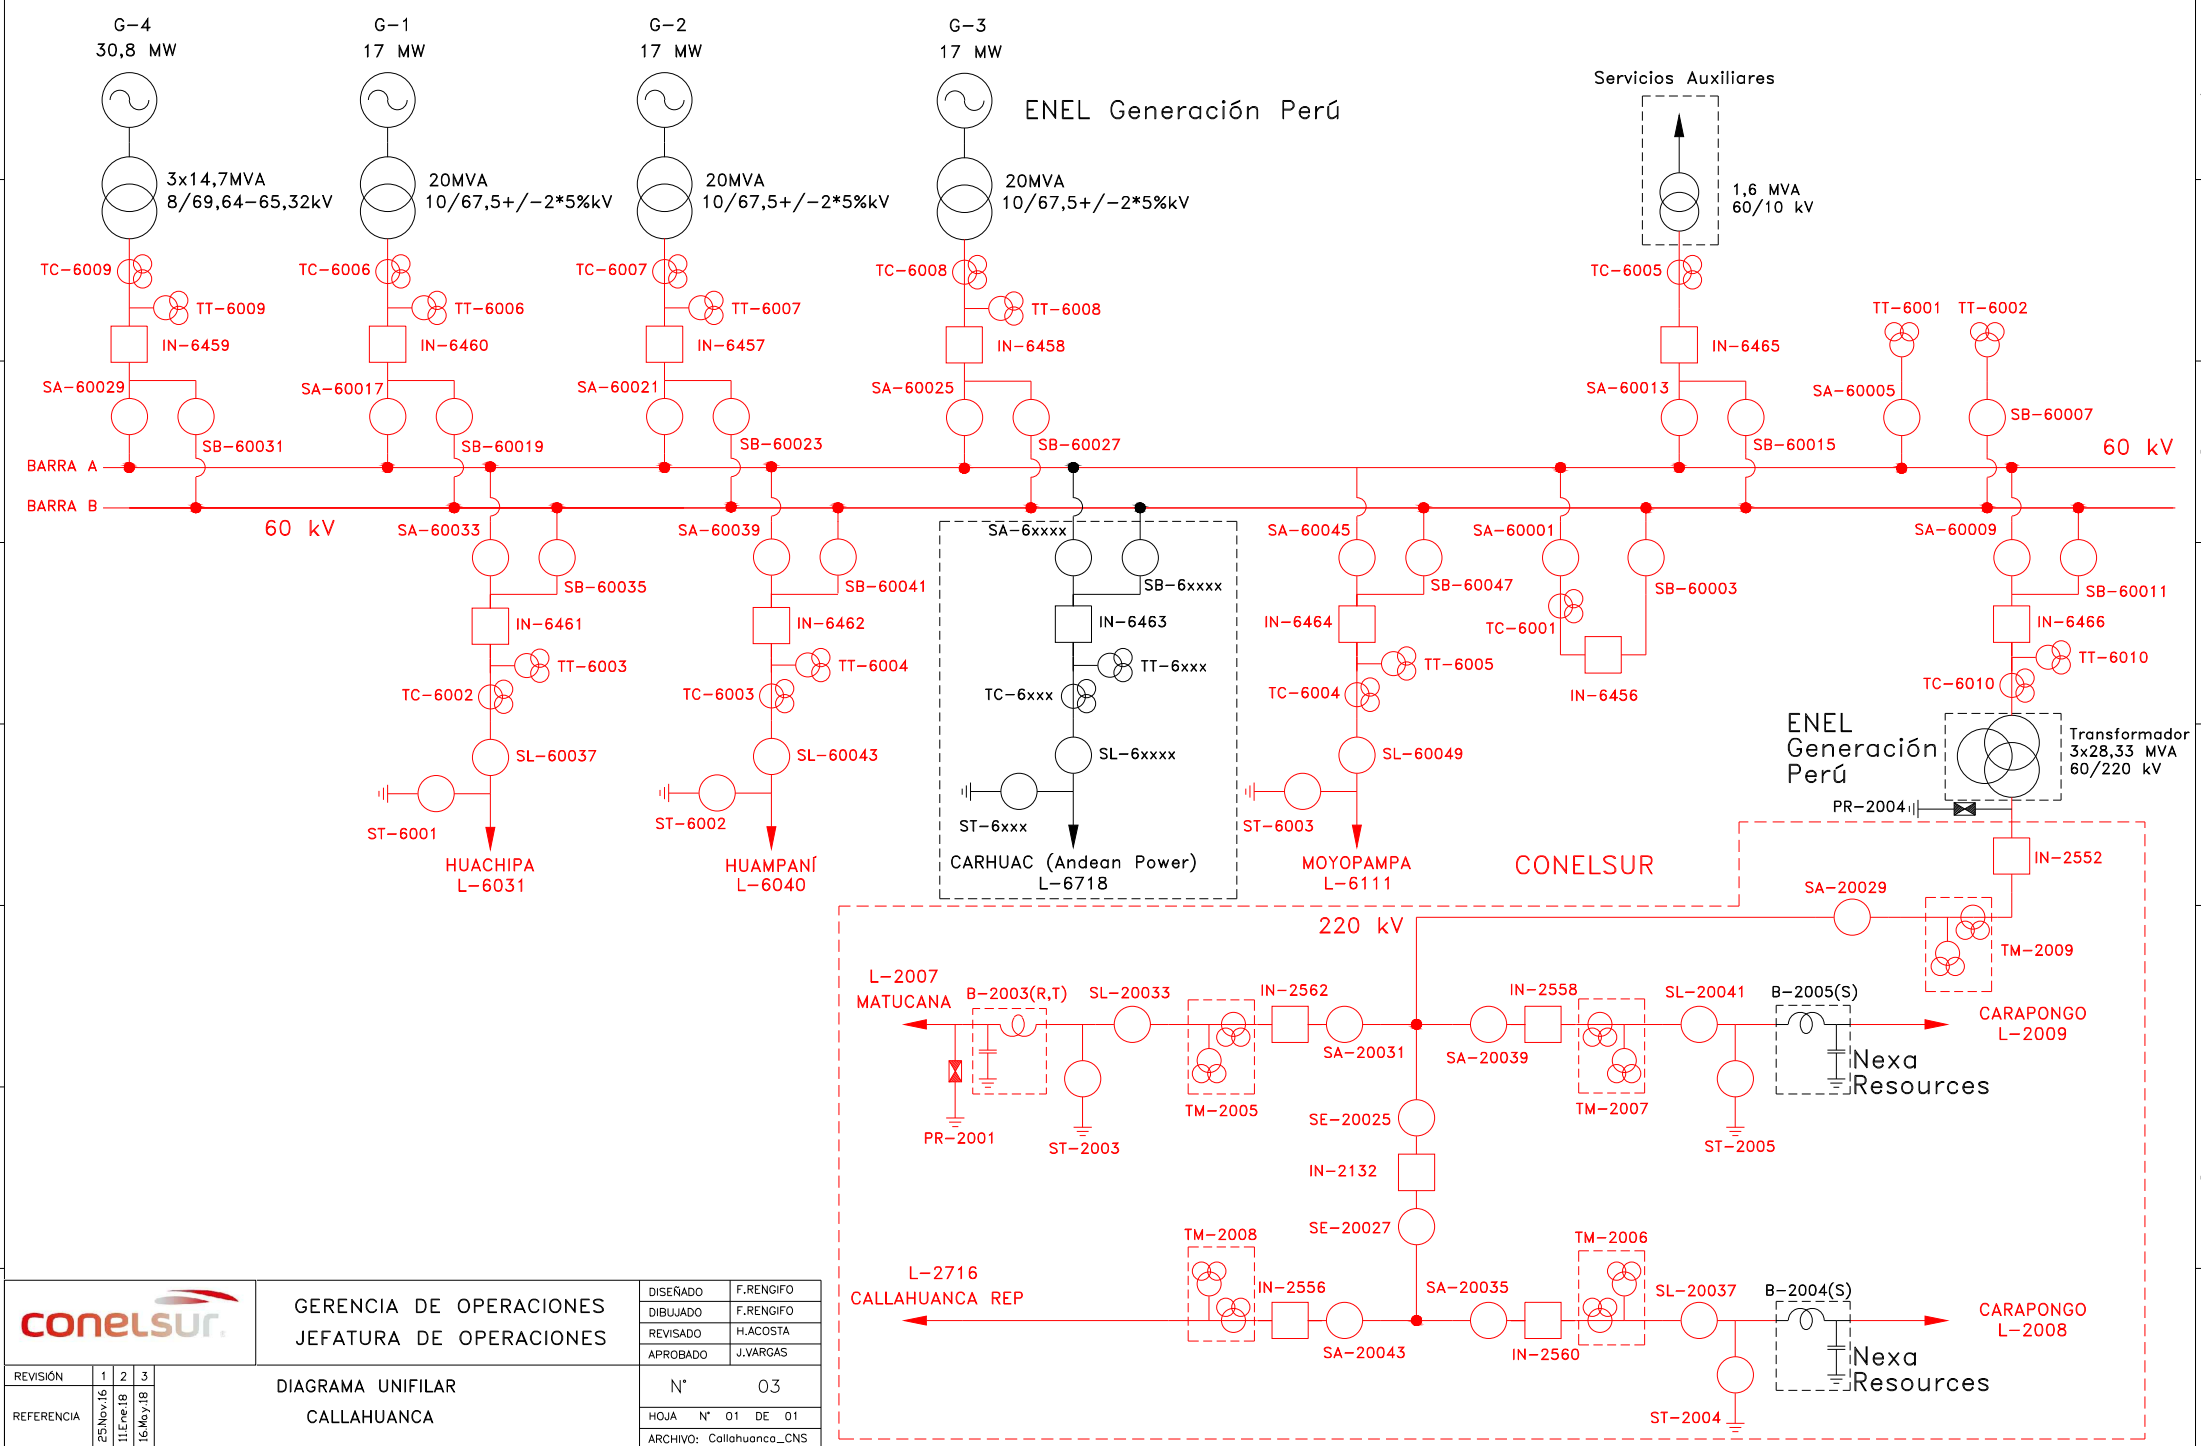 G-4
30,8 MW
G-1
17 MW
G-2
17 MW
G-3
17 MW
ENEL Generación Perú
Servicios Auxiliares
3x14,7MVA
8/69,64-65,32kV
20MVA
10/67,5+/-2*5%kV
20MVA
10/67,5+/-2*5%kV
20MVA
10/67,5+/-2*5%kV
1,6 MVA
60/10 kV
TC-6009
TC-6006
TC-6007
TC-6008
TC-6005
TT-6009
TT-6006
TT-6007
TT-6008
TT-6001
TT-6002
IN-6459
IN-6460
IN-6457
IN-6458
IN-6465
SA-60029
SA-60017
SA-60021
SA-60025
SA-60013
SA-60005
SB-60007
SB-60031
SB-60019
SB-60023
SB-60027
SB-60015
60 kV
BARRA A
BARRA B
60 kV
SA-60033
SA-60039
SA-6xxxx
SA-60045
SA-60001
SA-60009
SB-60035
SB-60041
SB-6xxxx
SB-60047
SB-60003
SB-60011
IN-6461
IN-6462
IN-6463
IN-6464
TC-6001
IN-6466
TT-6003
TT-6004
TT-6xxx
TT-6005
TT-6010
TC-6002
TC-6003
TC-6xxx
TC-6004
IN-6456
TC-6010
SL-60037
SL-60043
SL-6xxxx
SL-60049
ENEL
Generación
Perú
Transformador
3x28,33 MVA
60/220 kV
PR-2004
ST-6001
ST-6002
ST-6xxx
ST-6003
HUACHIPA
L-6031
HUAMPANÍ
L-6040
CARHUAC (Andean Power)
L-6718
MOYOPAMPA
L-6111
CONELSUR
IN-2552
SA-20029
220 kV
TM-2009
L-2007
MATUCANA
B-2003(R,T)
SL-20033
IN-2562
IN-2558
SL-20041
B-2005(S)
CARAPONGO
L-2009
SA-20031
SA-20039
Nexa
Resources
TM-2005
TM-2007
PR-2001
ST-2003
SE-20025
ST-2005
IN-2132
SE-20027
TM-2008
TM-2006
L-2716
CALLAHUANCA REP
IN-2556
SA-20035
SL-20037
B-2004(S)
CARAPONGO
L-2008
SA-20043
IN-2560
Nexa
Resources
ST-2004
conelsur
GERENCIA DE OPERACIONES
JEFATURA DE OPERACIONES
DISEÑADO F.RENGIFO
DIBUJADO F.RENGIFO
REVISADO H.ACOSTA
APROBADO J.VARGAS
REVISIÓN 1 2 3
REFERENCIA 25.Nov.16 11.Ene.18 16.May.18
DIAGRAMA UNIFILAR
CALLAHUANCA
N° 03
HOJA N° 01 DE 01
ARCHIVO: Callahuanca_CNS